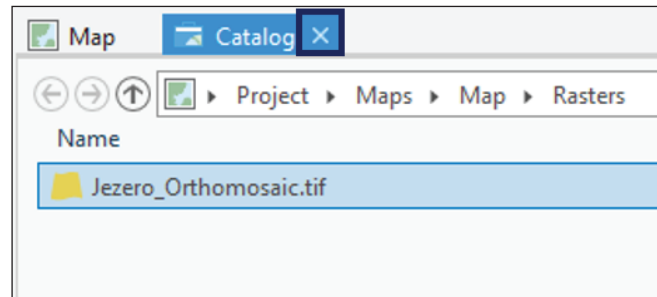 Map Catalog
Project Maps Map Rasters
Name
Jezero_Orthomosaic.tif